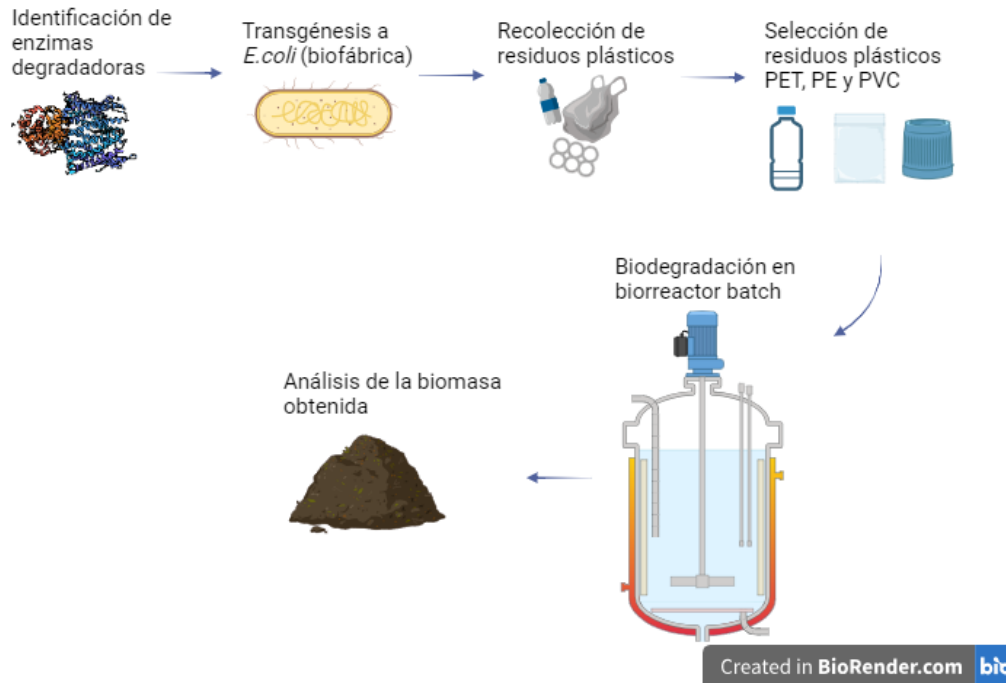 Identificación de
enzimas
degradadoras
Transgénesis a
E.coli (biofábrica)
Recolección de
residuos plásticos
Selección de
residuos plásticos
PET, PE y PVC
Biodegradación en
biorreactor batch
Análisis de la biomasa
obtenida
Created in BioRender.com